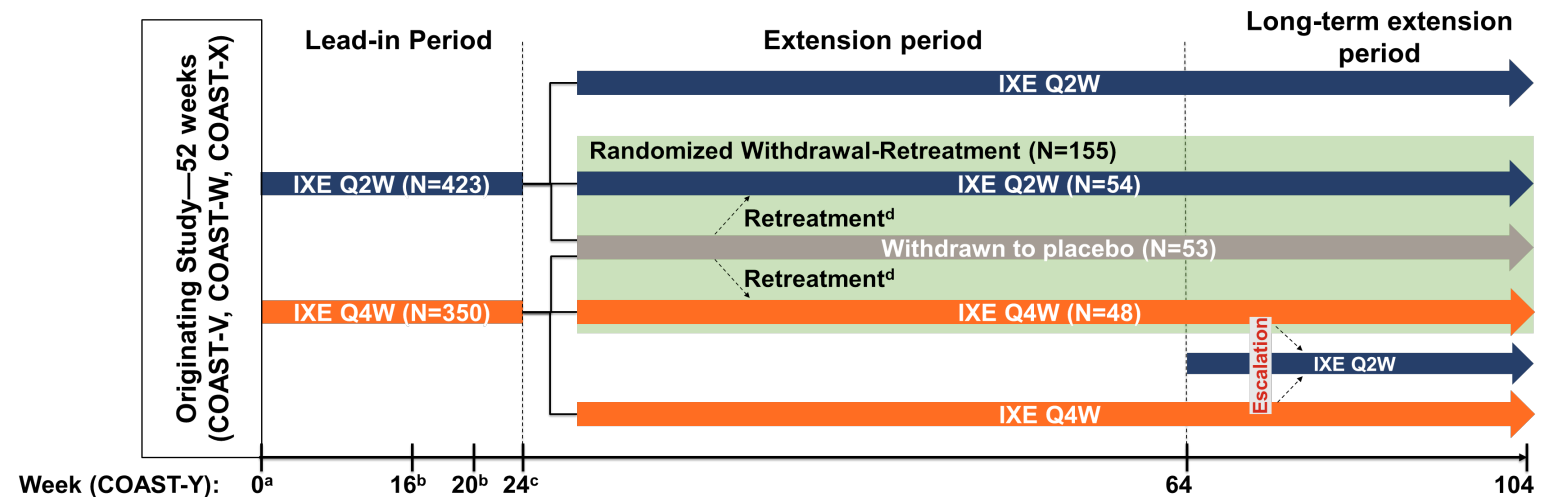 Originating Study—52 weeks
(COAST-V, COAST-W, COAST-X)
Lead-in Period
Extension period
Long-term extension
period
IXE Q2W
Randomized Withdrawal-Retreatment (N=155)
IXE Q2W (N=423)
IXE Q2W (N=54)
Retreatmentᵈ
Withdrawn to placebo (N=53)
Retreatmentᵈ
IXE Q4W (N=350)
IXE Q4W (N=48)
Escalation
IXE Q2W
IXE Q4W
Week (COAST-Y): 0ᵃ 16ᵇ 20ᵇ 24ᶜ 64 104